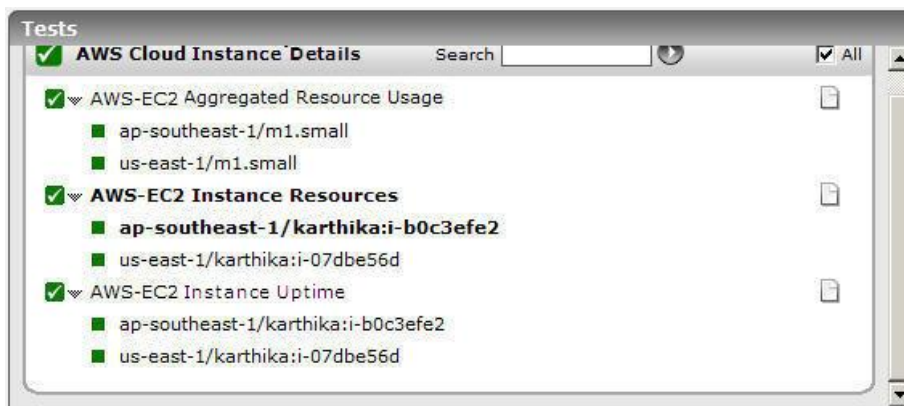 Tests
AWS Cloud Instance Details Search All
AWS-EC2 Aggregated Resource Usage
ap-southeast-1/m1.small
us-east-1/m1.small
AWS-EC2 Instance Resources
ap-southeast-1/karthika:i-b0c3efe2
us-east-1/karthika:i-07dbe56d
AWS-EC2 Instance Uptime
ap-southeast-1/karthika:i-b0c3efe2
us-east-1/karthika:i-07dbe56d